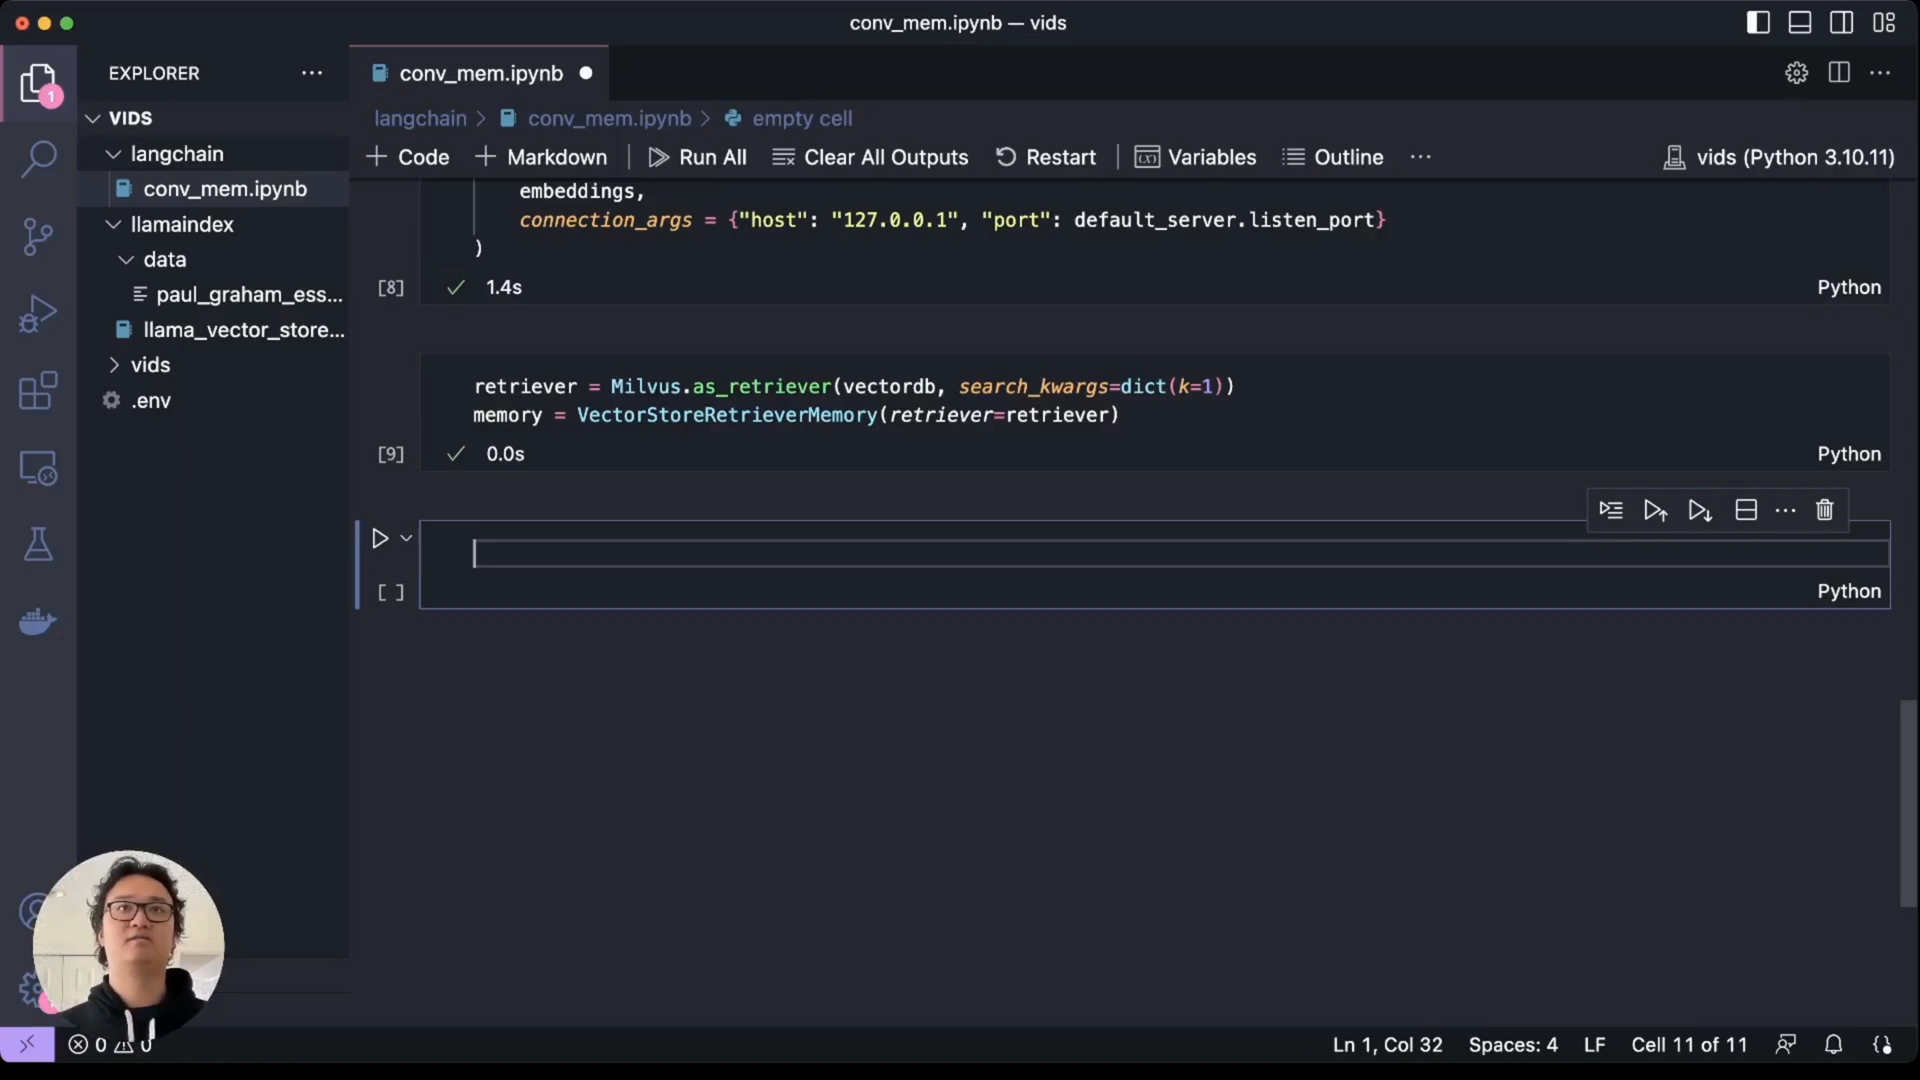 conv_mem.ipynb — vids
EXPLORER
VIDS
langchain
conv_mem.ipynb
llamaindex
data
paul_graham_ess...
llama_vector_store...
vids
.env
1
conv_mem.ipynb
langchain > conv_mem.ipynb > empty cell
+ Code + Markdown Run All Clear All Outputs Restart Variables Outline ... vids (Python 3.10.11)
embeddings,
connection_args = {"host": "127.0.0.1", "port": default_server.listen_port}
)
[8] 1.4s Python
retriever = Milvus.as_retriever(vectordb, search_kwargs=dict(k=1))
memory = VectorStoreRetrieverMemory(retriever=retriever)
[9] 0.0s Python
[ ] Python
0 0 Ln 1, Col 32 Spaces: 4 LF Cell 11 of 11